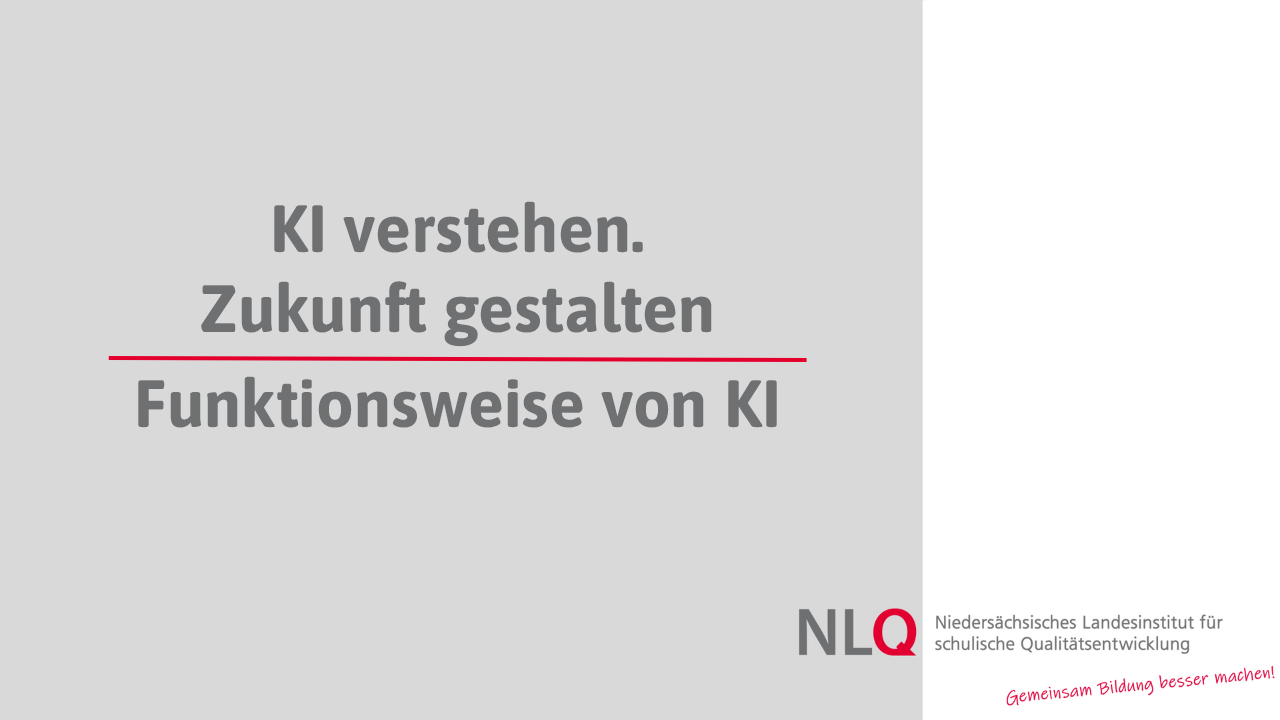 KI verstehen.
Zukunft gestalten
Funktionsweise von KI
NLQ
Niedersächsisches Landesinstitut für
schulische Qualitätsentwicklung
Gemeinsam Bildung besser machen!